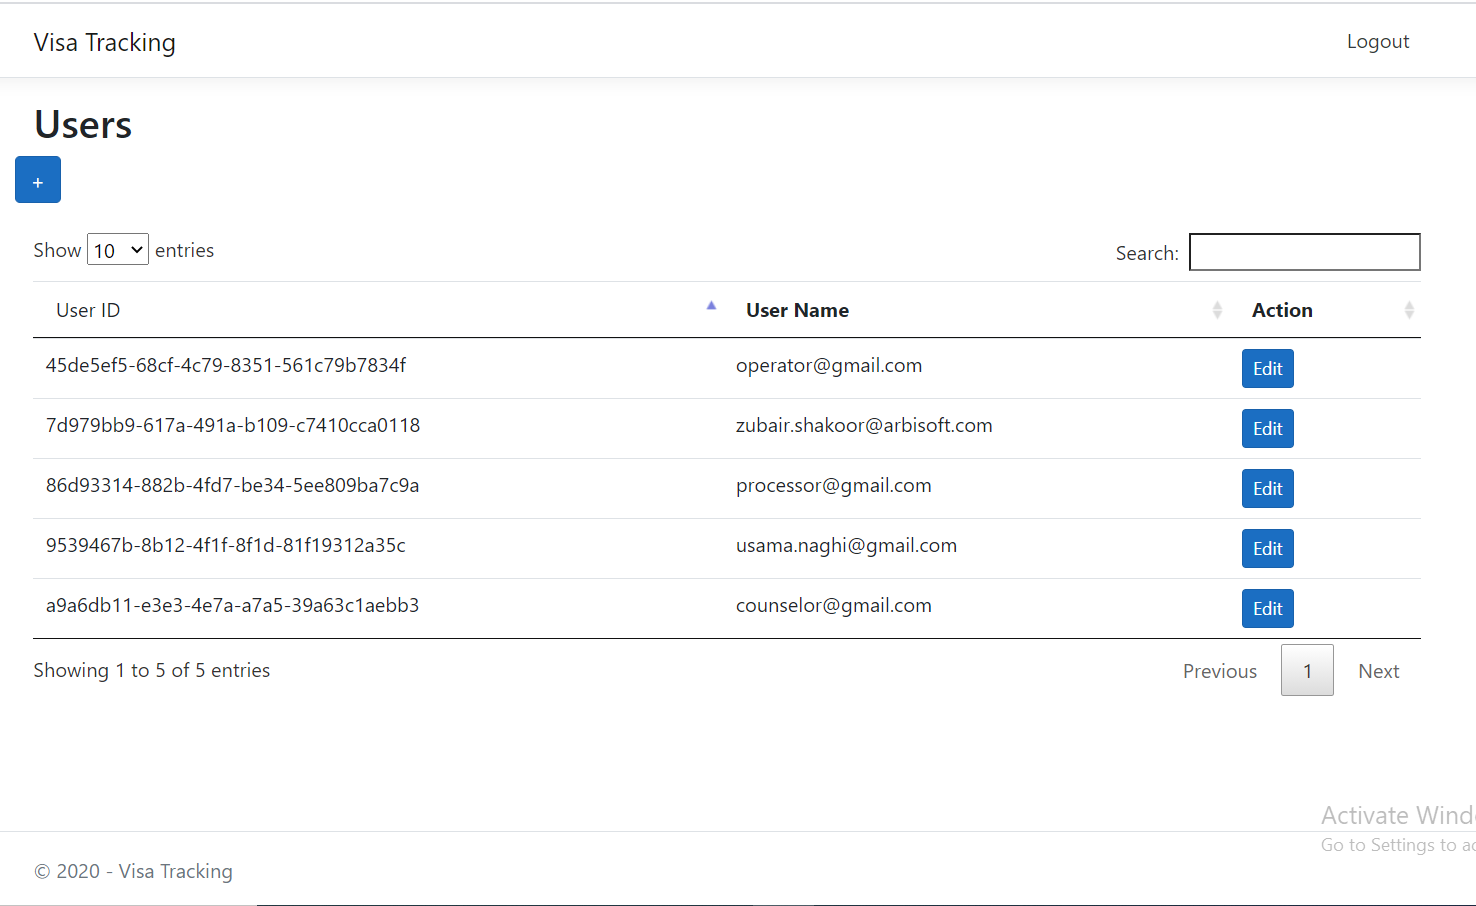 Visa Tracking Logout
Users
+
Show 10 entries Search:
User ID User Name Action
45de5ef5-68cf-4c79-8351-561c79b7834f operator@gmail.com Edit
7d979bb9-617a-491a-b109-c7410cca0118 zubair.shakoor@arbisoft.com Edit
86d93314-882b-4fd7-be34-5ee809ba7c9a processor@gmail.com Edit
9539467b-8b12-4f1f-8f1d-81f19312a35c usama.naghi@gmail.com Edit
a9a6db11-e3e3-4e7a-a7a5-39a63c1aebb3 counselor@gmail.com Edit
Showing 1 to 5 of 5 entries Previous 1 Next
Activate Wind
Go to Settings to ac
© 2020 - Visa Tracking